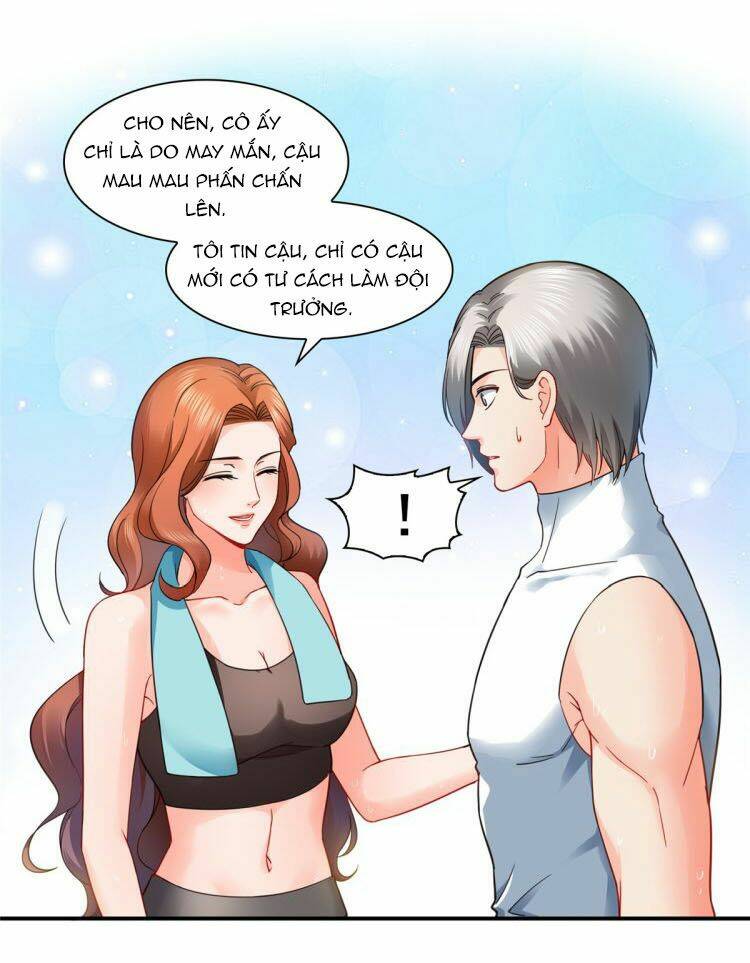 CHO NÊN, CÔ ẤY
CHỈ LÀ DO MAY MẮN, CẬU
MAU MAU PHẤN CHẤN
LÊN.
TÔI TIN CẬU, CHỈ CÓ CẬU
MỚI CÓ TƯ CÁCH LÀM ĐỘI
TRƯỞNG.
!